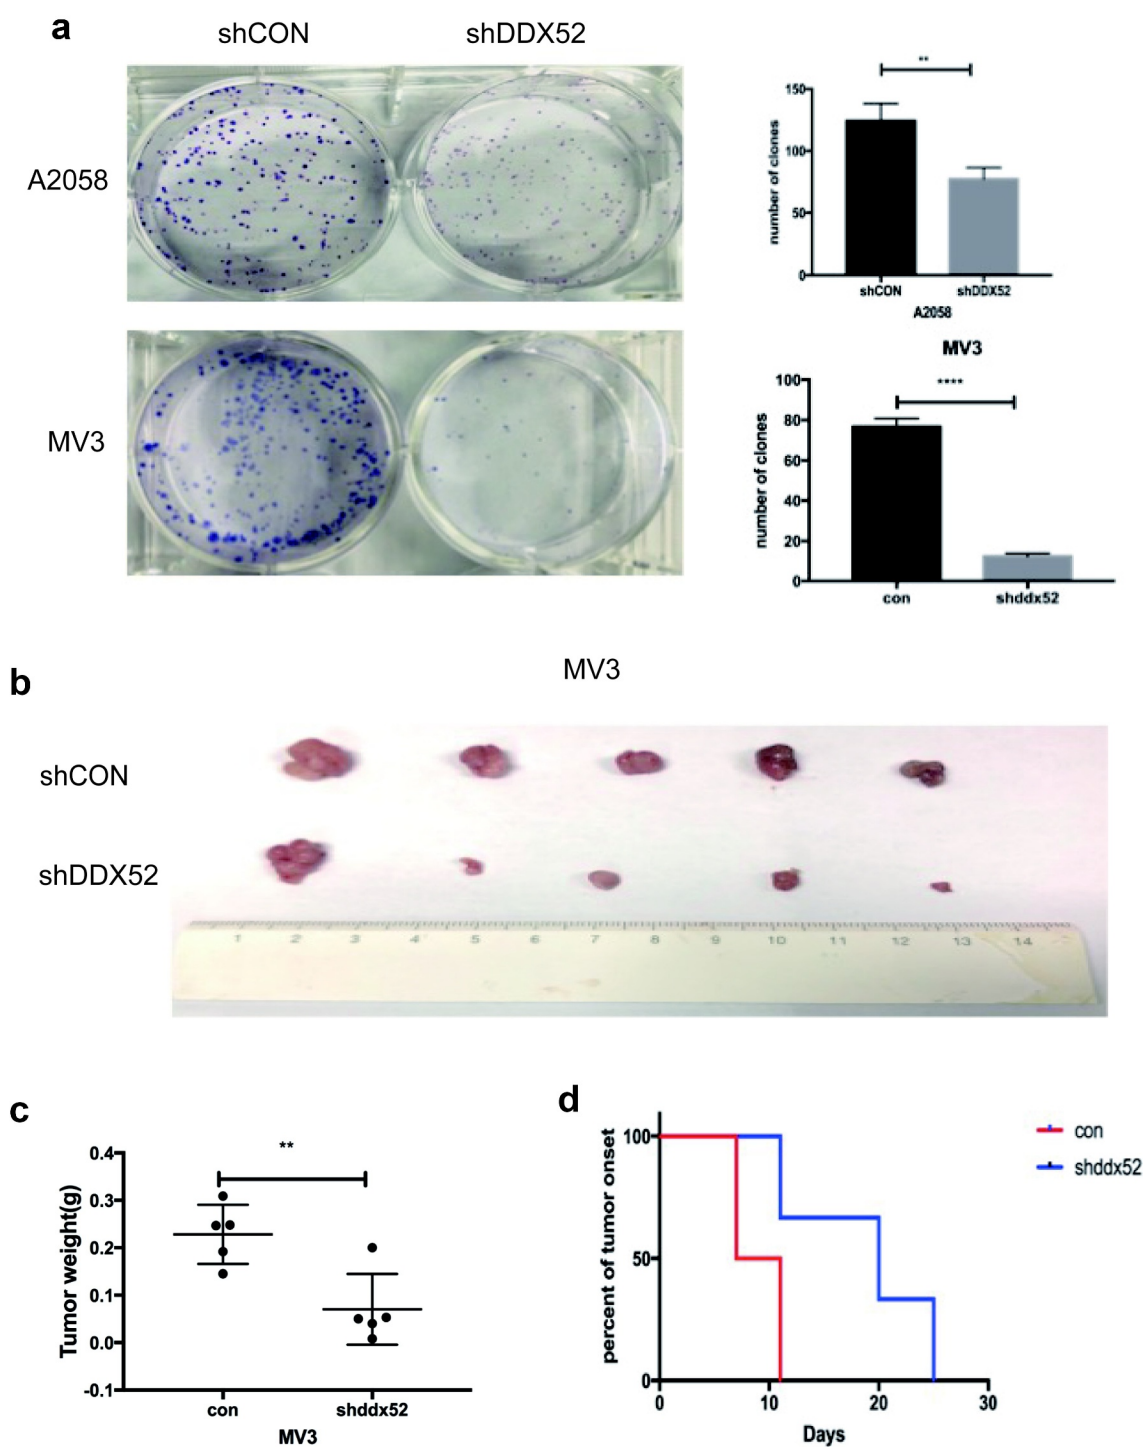 a
shCON shDDX52
A2058
MV3
**
150
100
50
0
number of clones
shCON shDDX52
A2058
MV3
****
100
80
60
40
20
0
number of clones
con shddx52
b
MV3
shCON
shDDX52
1 2 3 4 5 6 7 8 9 10 11 12 13 14
c
**
0.4
0.3
0.2
0.1
0.0
-0.1
Tumor weight(g)
con shddx52
MV3
d
100
50
0
percent of tumor onset
0 10 20 30
Days
con
shddx52